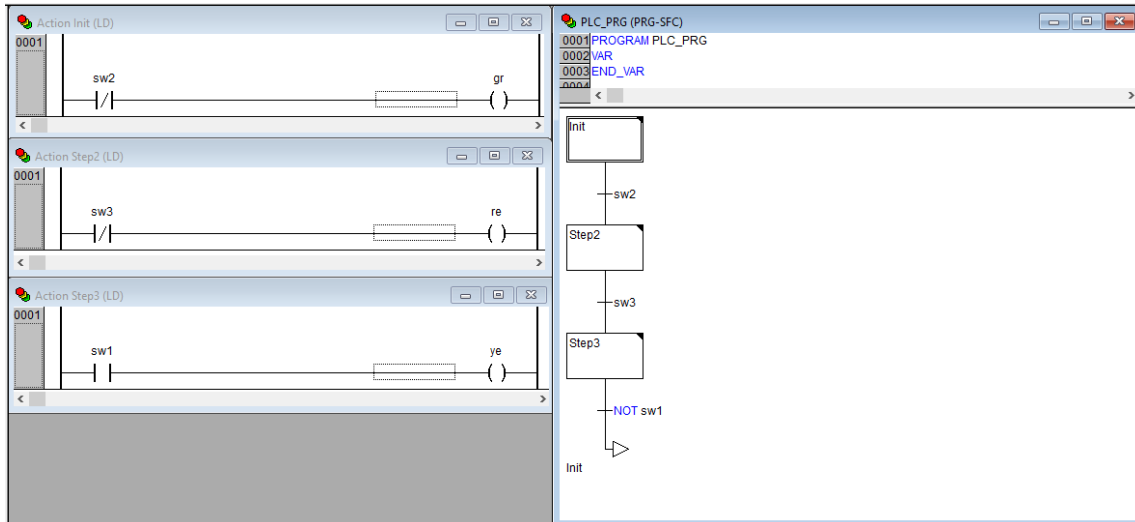 Action Init (LD)
0001
sw2
gr
Action Step2 (LD)
0001
sw3
re
Action Step3 (LD)
0001
sw1
ye
PLC_PRG (PRG-SFC)
0001 PROGRAM PLC_PRG
0002 VAR
0003 END_VAR
0004
Init
sw2
Step2
sw3
Step3
NOT sw1
Init